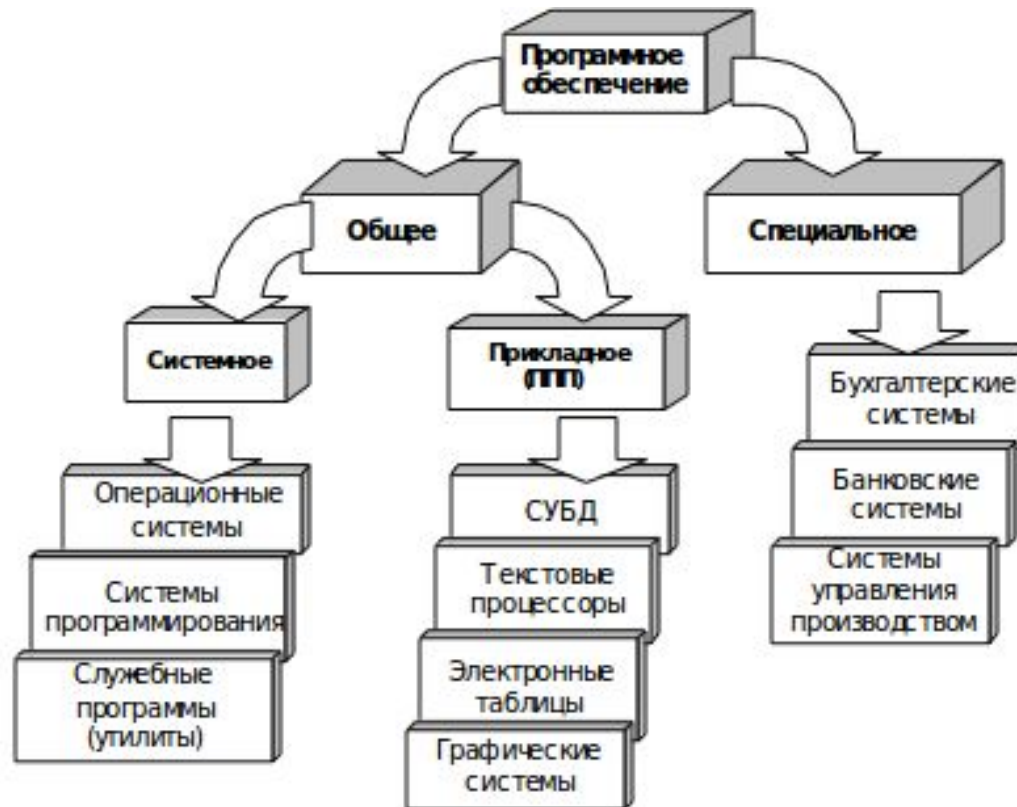 Программное
обеспечение
Общее
Специальное
Системное
Прикладное
(ППП)
Операционные
системы
Системы
программирования
Служебные
программы
(утилиты)
СУБД
Текстовые
процессоры
Электронные
таблицы
Графические
системы
Бухгалтерские
системы
Банковские
системы
Системы
управления
производством